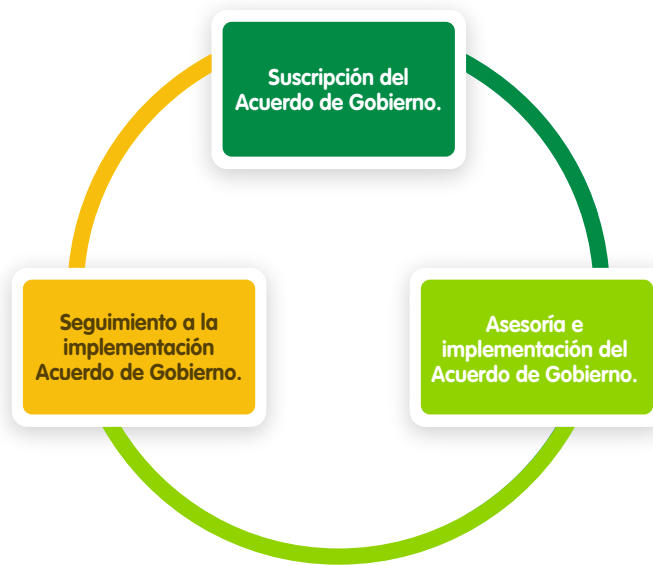 Suscripción del
Acuerdo de Gobierno.
Seguimiento a la
implementación
Acuerdo de Gobierno.
Asesoría e
implementación del
Acuerdo de Gobierno.